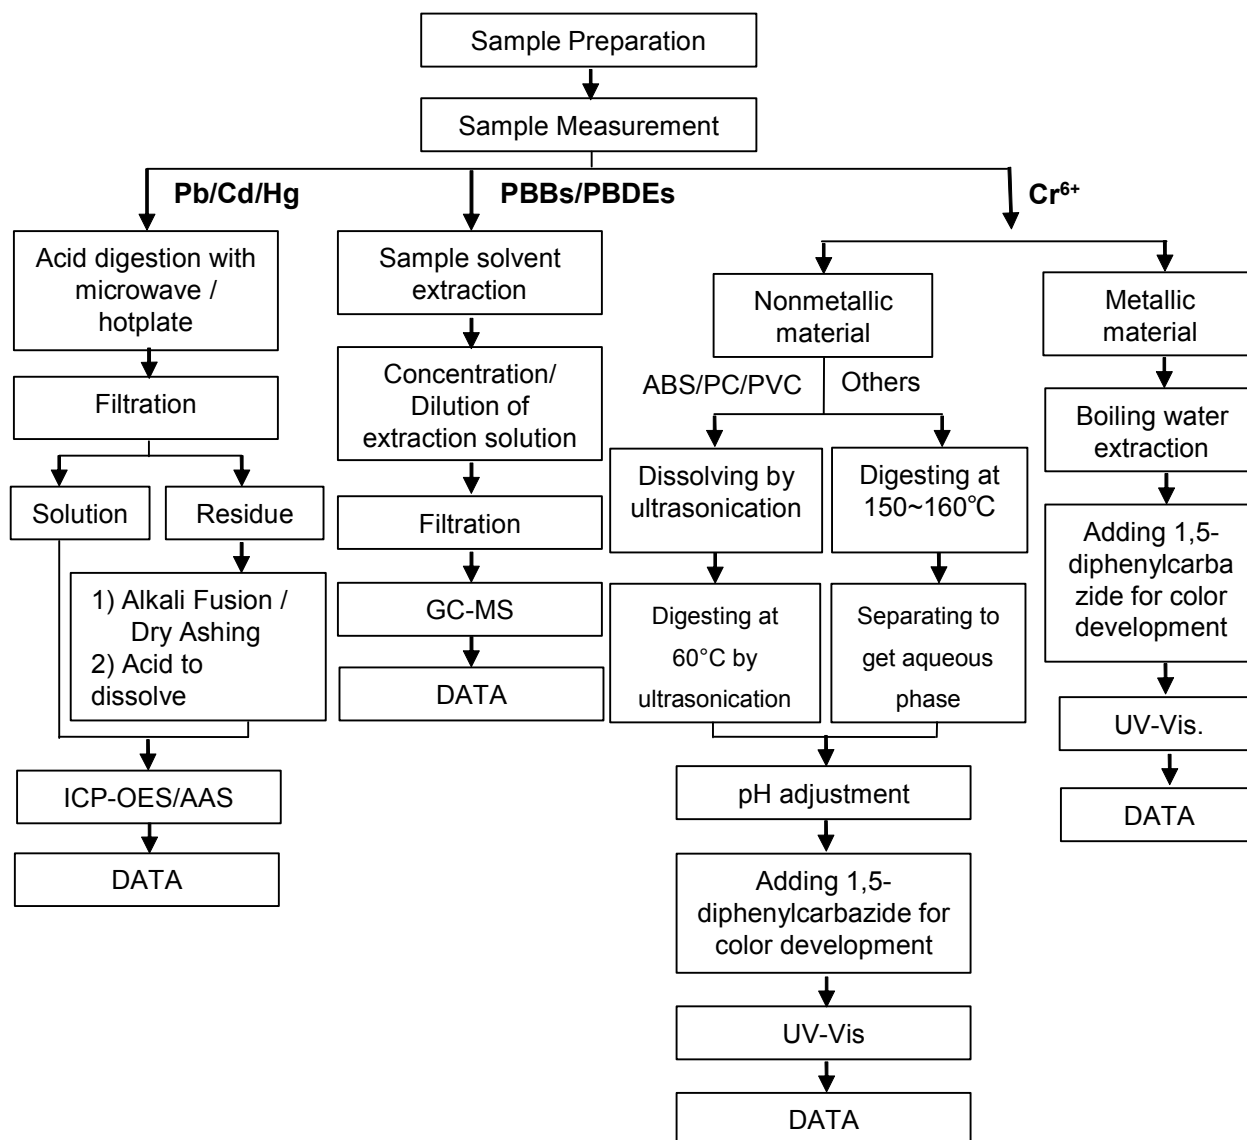 Sample Preparation
Sample Measurement
Pb/Cd/Hg
PBBs/PBDEs
Cr⁶⁺
Acid digestion with
microwave /
hotplate
Filtration
Solution
Residue
1) Alkali Fusion /
Dry Ashing
2) Acid to
dissolve
ICP-OES/AAS
DATA
Sample solvent
extraction
Concentration/
Dilution of
extraction solution
Filtration
GC-MS
DATA
Nonmetallic
material
ABS/PC/PVC
Others
Dissolving by
ultrasonication
Digesting at
60°C by
ultrasonication
Digesting at
150~160℃
Separating to
get aqueous
phase
pH adjustment
Adding 1,5-
diphenylcarbazide for
color development
UV-Vis
DATA
Metallic
material
Boiling water
extraction
Adding 1,5-
diphenylcarba
zide for color
development
UV-Vis.
DATA